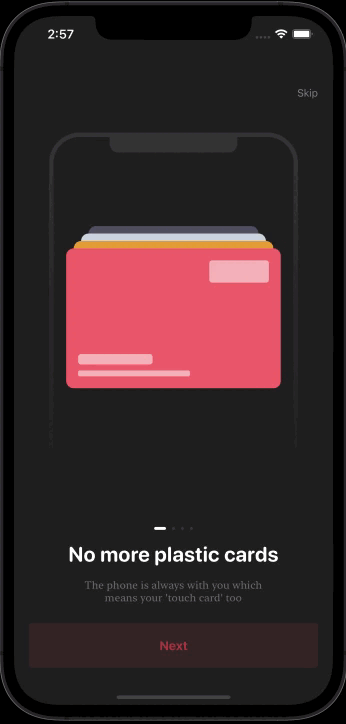 2:57
Skip
No more plastic cards
The phone is always with you which
means your 'touch card' too
Next